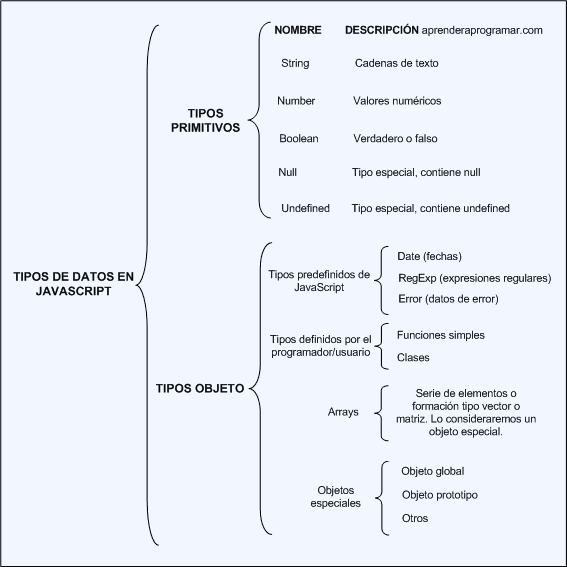 TIPOS DE DATOS EN
JAVASCRIPT
TIPOS
PRIMITIVOS
NOMBRE DESCRIPCIÓN aprenderaprogramar.com
String Cadenas de texto
Number Valores numéricos
Boolean Verdadero o falso
Null Tipo especial, contiene null
Undefined Tipo especial, contiene undefined
TIPOS OBJETO
Tipos predefinidos de
JavaScript
Date (fechas)
RegExp (expresiones regulares)
Error (datos de error)
Tipos definidos por el
programador/usuario
Funciones simples
Clases
Arrays
Serie de elementos o
formación tipo vector o
matriz. Lo consideraremos un
objeto especial.
Objetos
especiales
Objeto global
Objeto prototipo
Otros